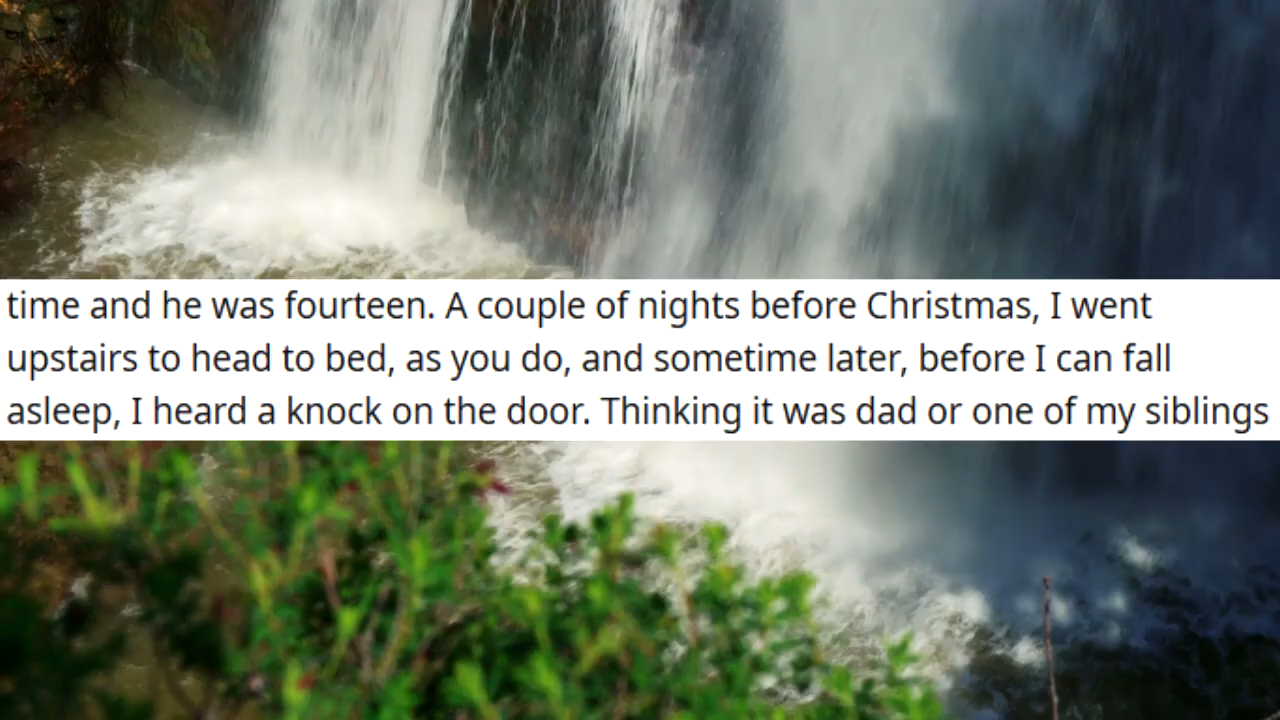 time and he was fourteen. A couple of nights before Christmas, I went
upstairs to head to bed, as you do, and sometime later, before I can fall
asleep, I heard a knock on the door. Thinking it was dad or one of my siblings